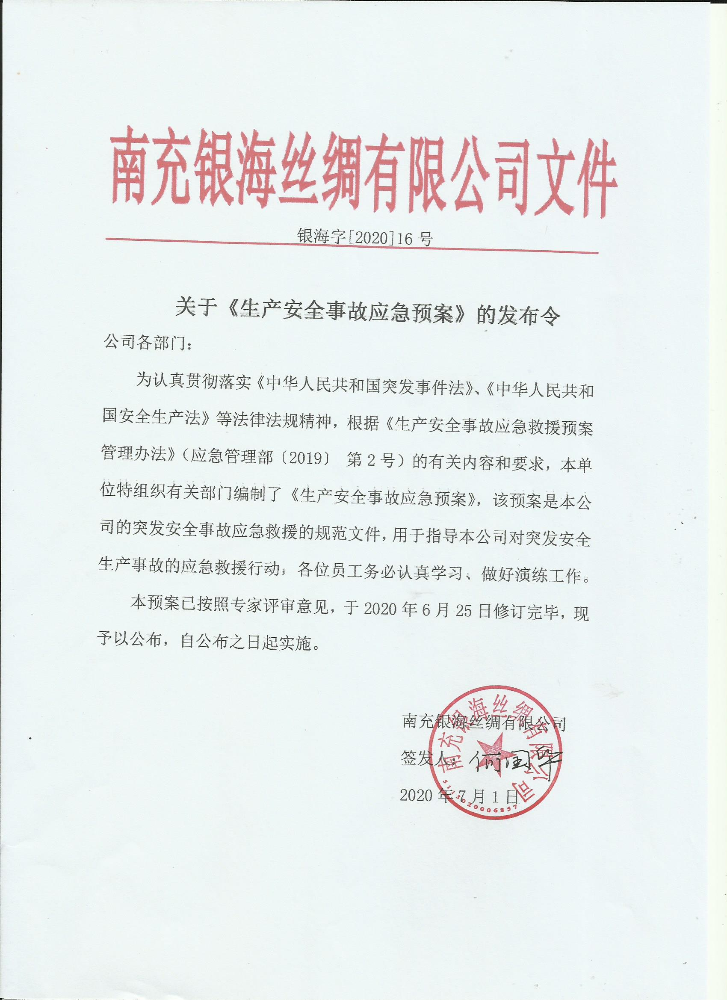 南充银海丝绸有限公司文件
银海字[2020]16 号
关于《生产安全事故应急预案》的发布令
公司各部门：
为认真贯彻落实《中华人民共和国突发事件法》、《中华人民共和
国安全生产法》等法律法规精神，根据《生产安全事故应急救援预案
管理办法》（应急管理部〔2019〕 第 2 号）的有关内容和要求，本单
位特组织有关部门编制了《生产安全事故应急预案》，该预案是本公
司的突发安全事故应急救援的规范文件，用于指导本公司对突发安全
生产事故的应急救援行动，各位员工务必认真学习、做好演练工作。
本预案已按照专家评审意见，于 2020 年 6 月 25 日修订完毕，现
予以公布，自公布之日起实施。
南充银海丝绸有限公司
签发人：何国华
2020 年 7 月 1 日
南充银海丝绸有限公司
5113020006857